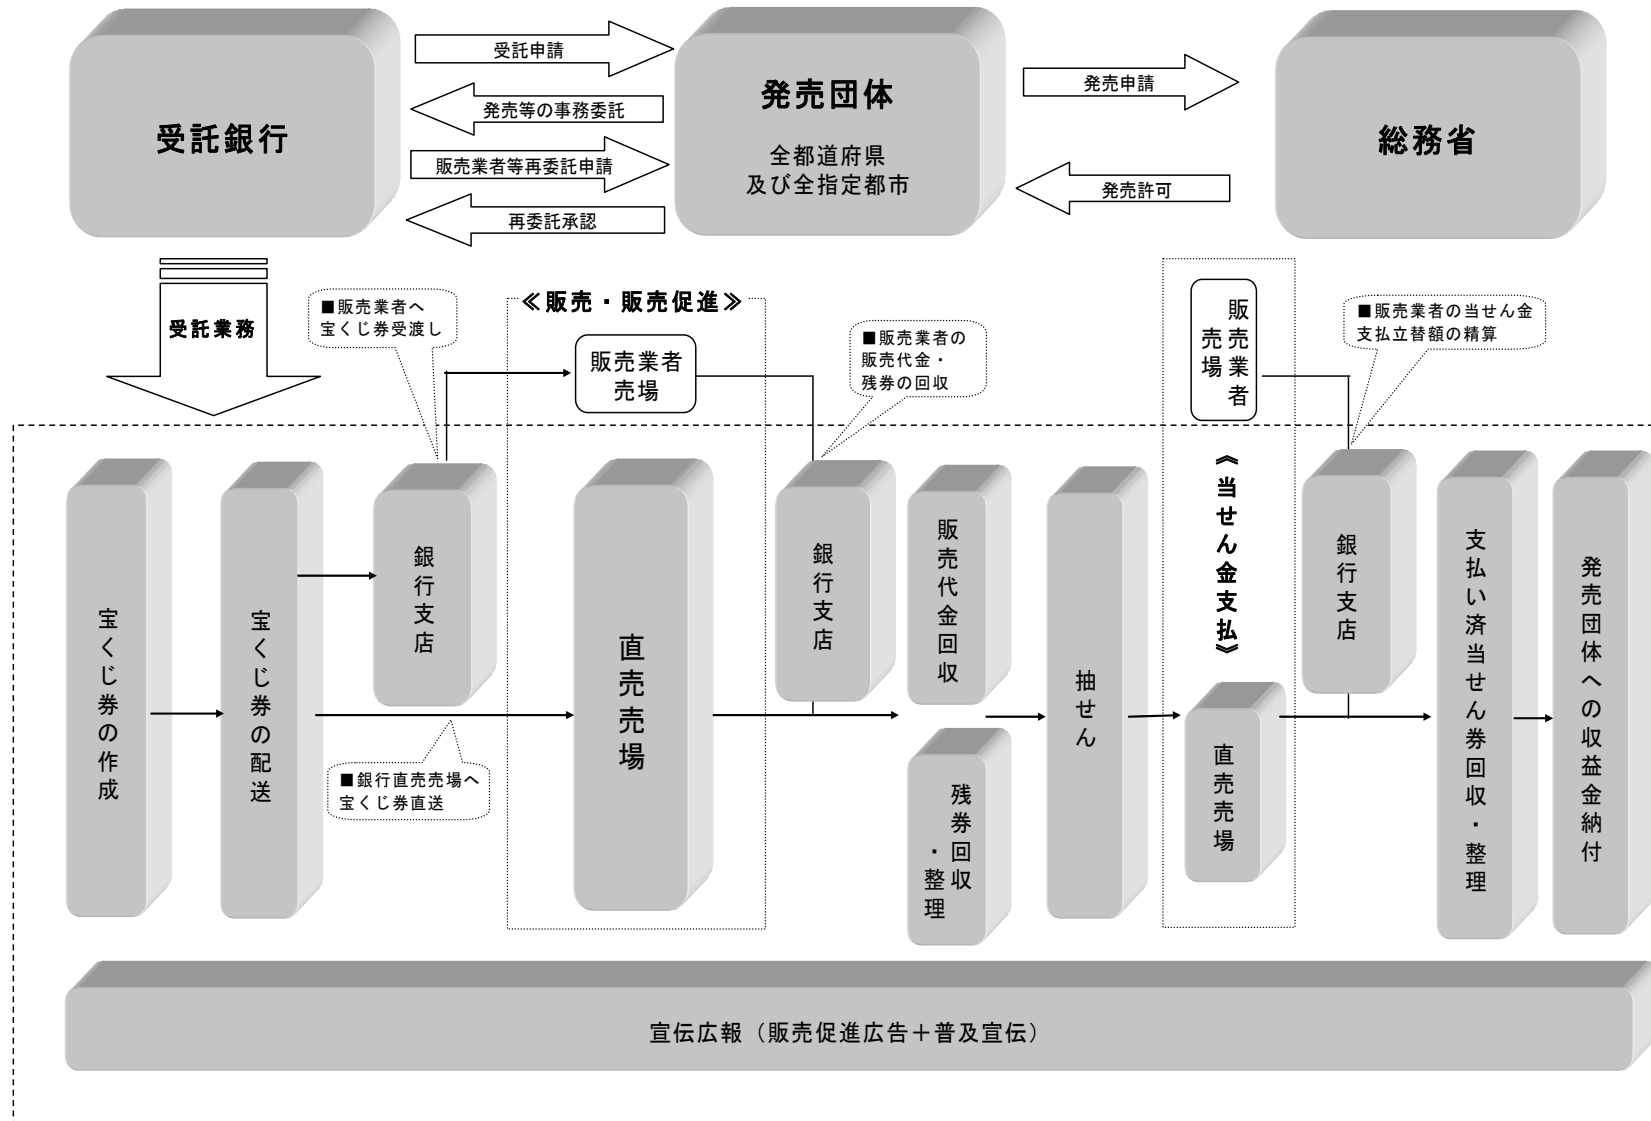 受託銀行
受託申請
発売等の事務委託
販売業者等再委託申請
再委託承認
発売団体
全都道府県
及び全指定都市
発売申請
発売許可
総務省
受託業務
■販売業者へ
宝くじ券受渡し
≪販売・販売促進≫
販売業者
売場
■販売業者の
販売代金・
残券の回収
販売業者
売場
■販売業者の当せん金
支払立替額の精算
宝くじ券の作成
宝くじ券の配送
銀行支店
■銀行直売売場へ
宝くじ券直送
直売売場
銀行支店
販売代金回収
残券回収
・整理
抽せん
≪当せん金支払≫
直売売場
銀行支店
支払い済当せん券回収・整理
発売団体への収益金納付
宣伝広報（販売促進広告＋普及宣伝）